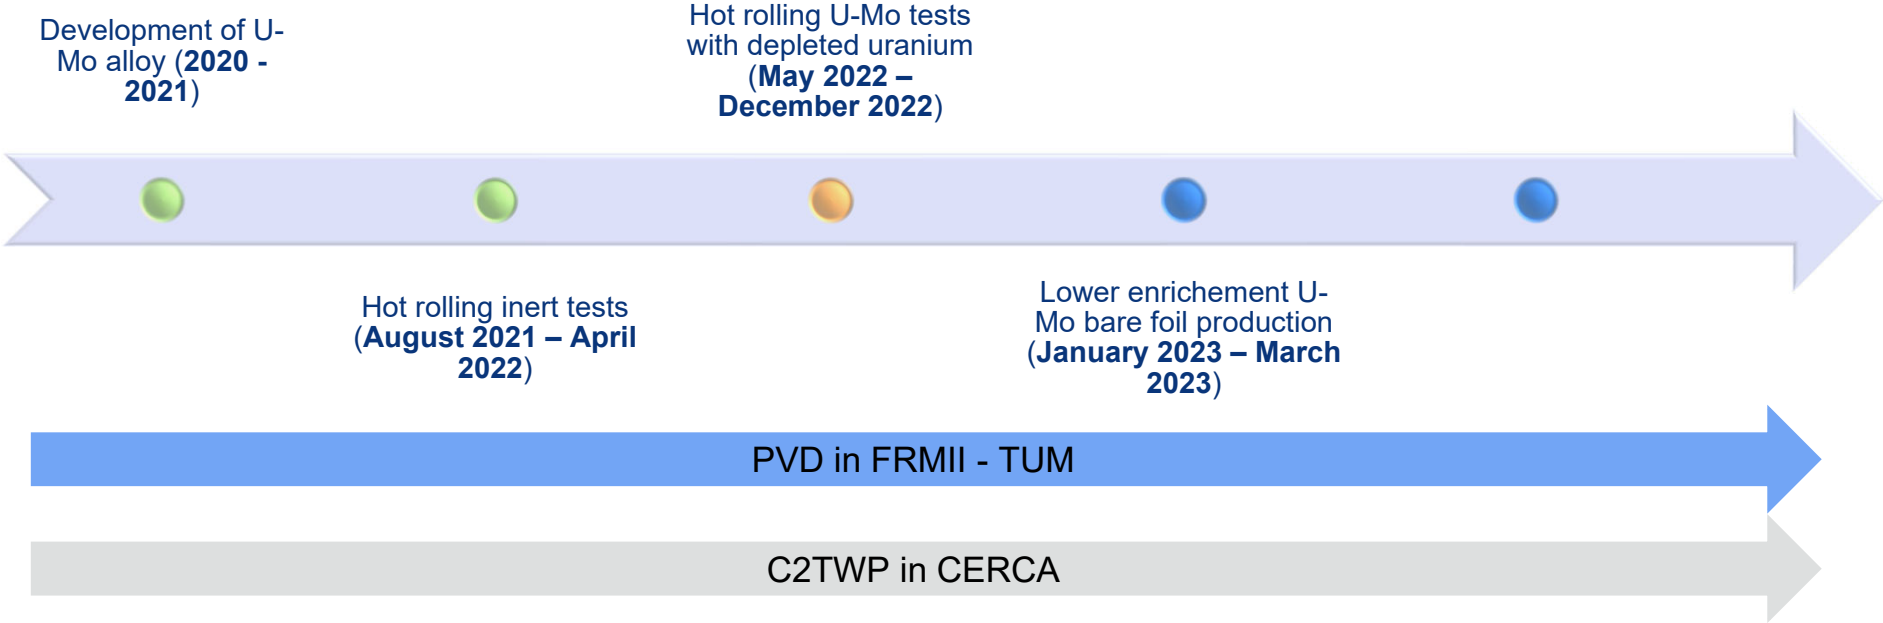 Development of U-
Mo alloy (2020 -
2021)
Hot rolling U-Mo tests
with depleted uranium
(May 2022 –
December 2022)
Hot rolling inert tests
(August 2021 – April
2022)
Lower enrichement U-
Mo bare foil production
(January 2023 – March
2023)
PVD in FRMII - TUM
C2TWP in CERCA